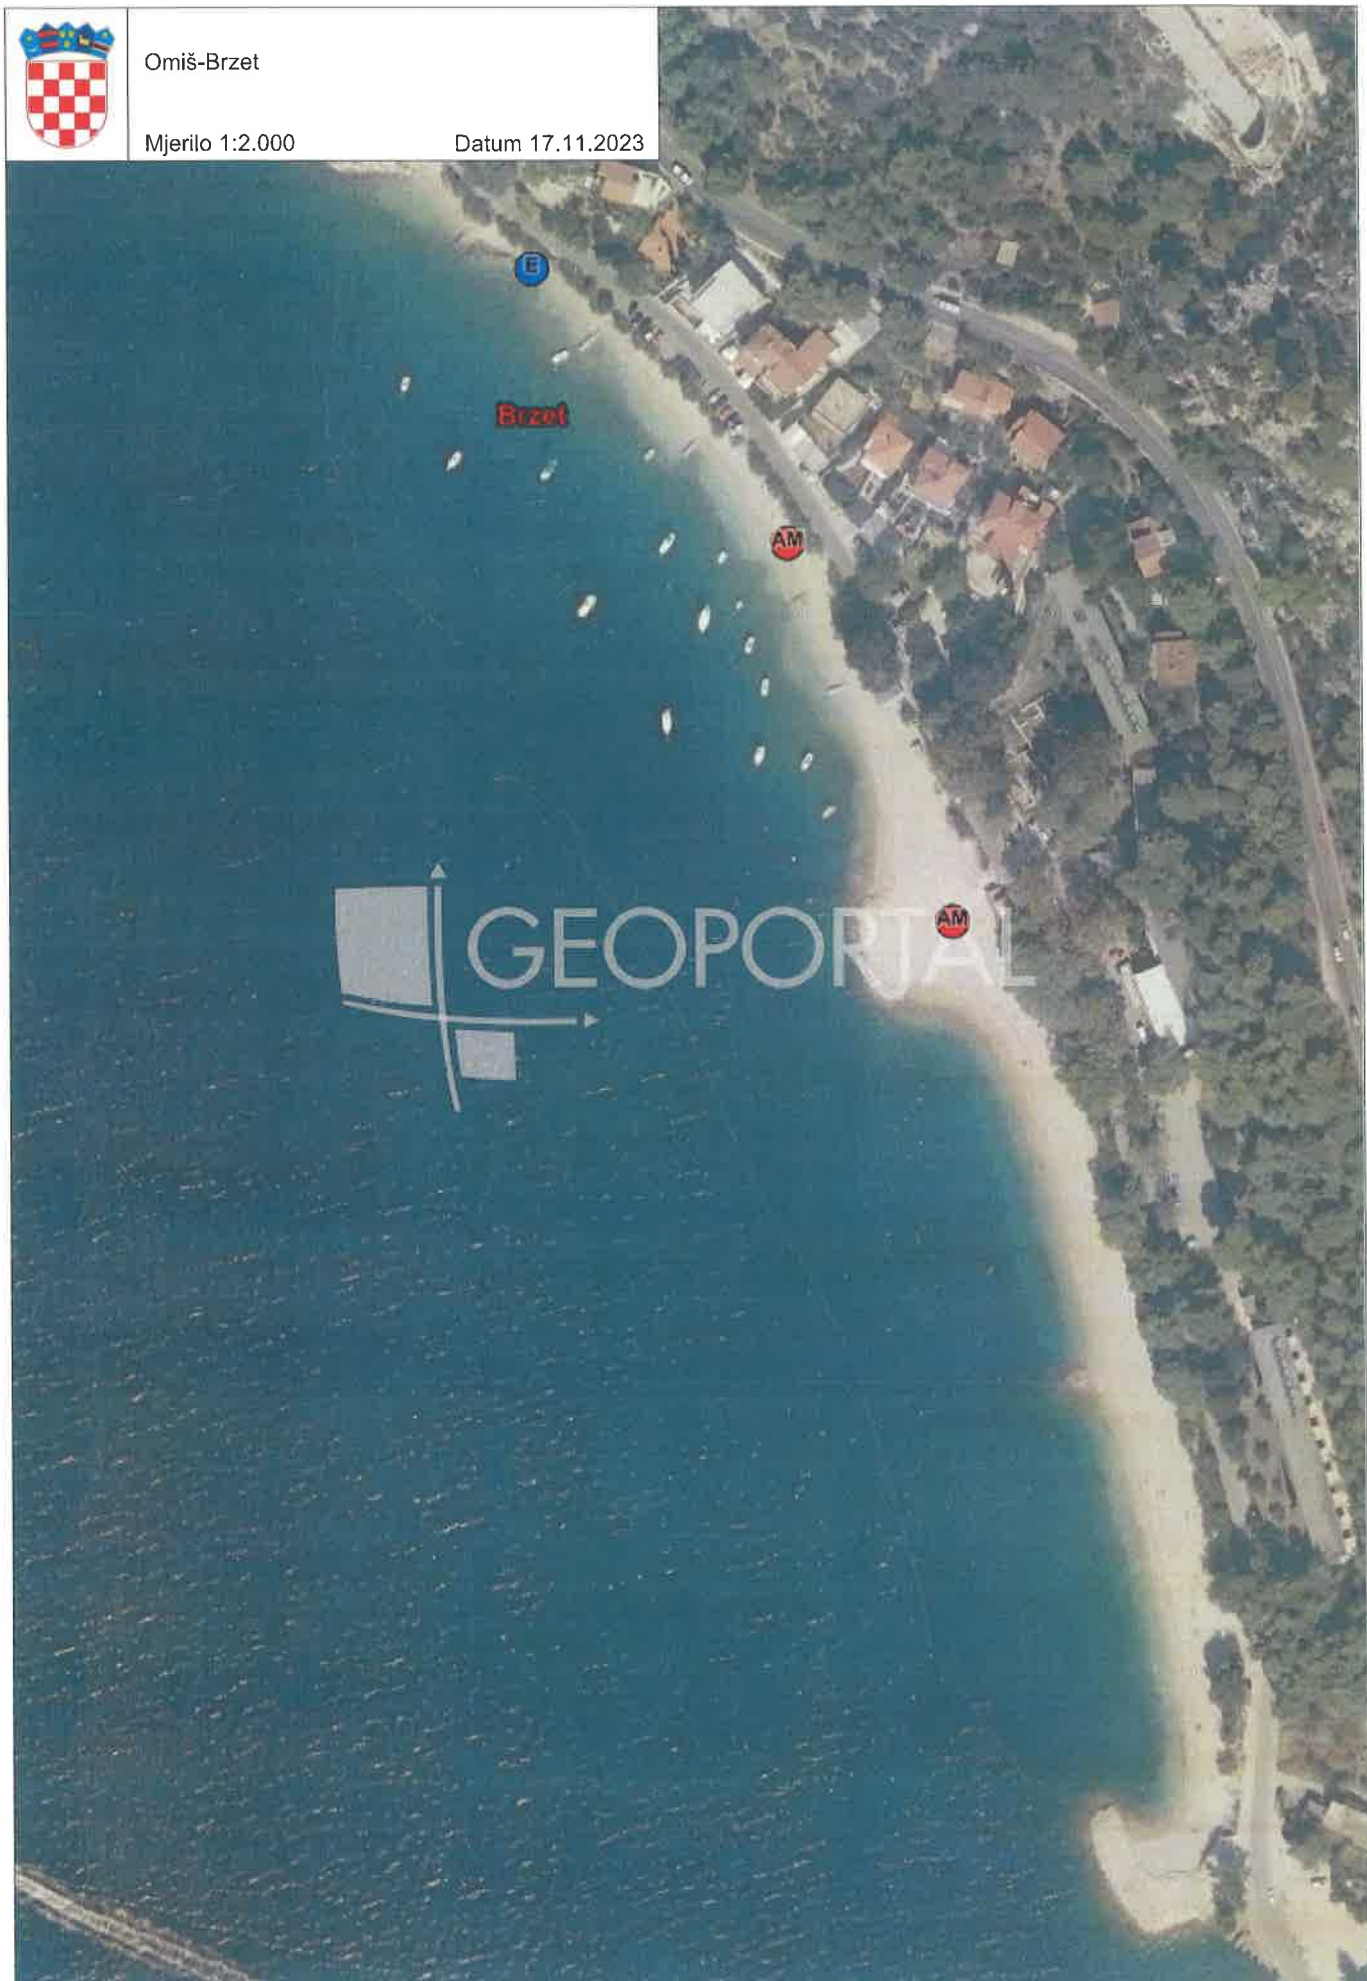 Omiš-Brzet
Mjerilo 1:2.000 Datum 17.11.2023
E
Brzet
AM
AM
GEOPORTAL